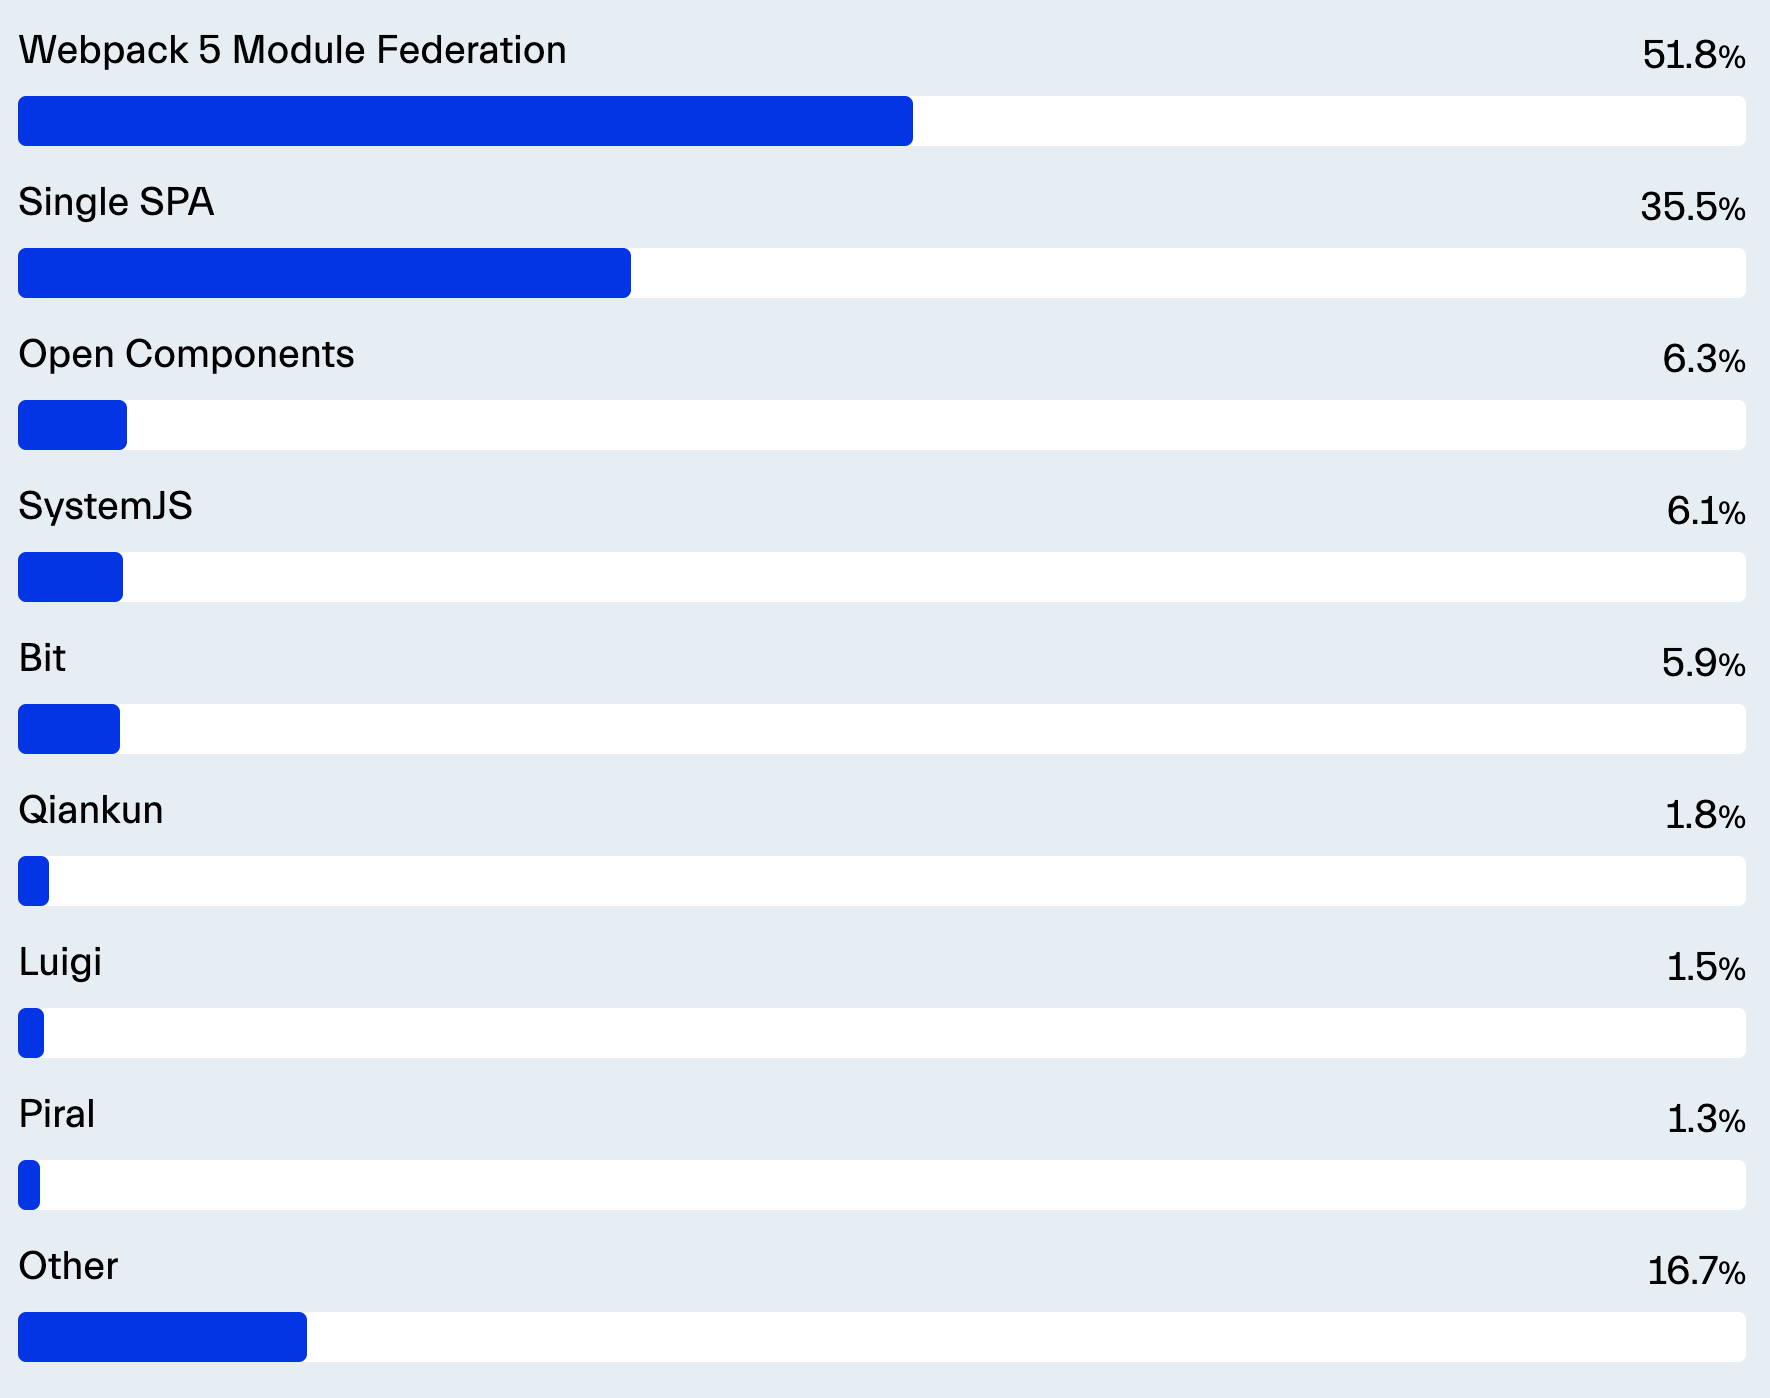 Webpack 5 Module Federation 51.8%
Single SPA 35.5%
Open Components 6.3%
SystemJS 6.1%
Bit 5.9%
Qiankun 1.8%
Luigi 1.5%
Piral 1.3%
Other 16.7%